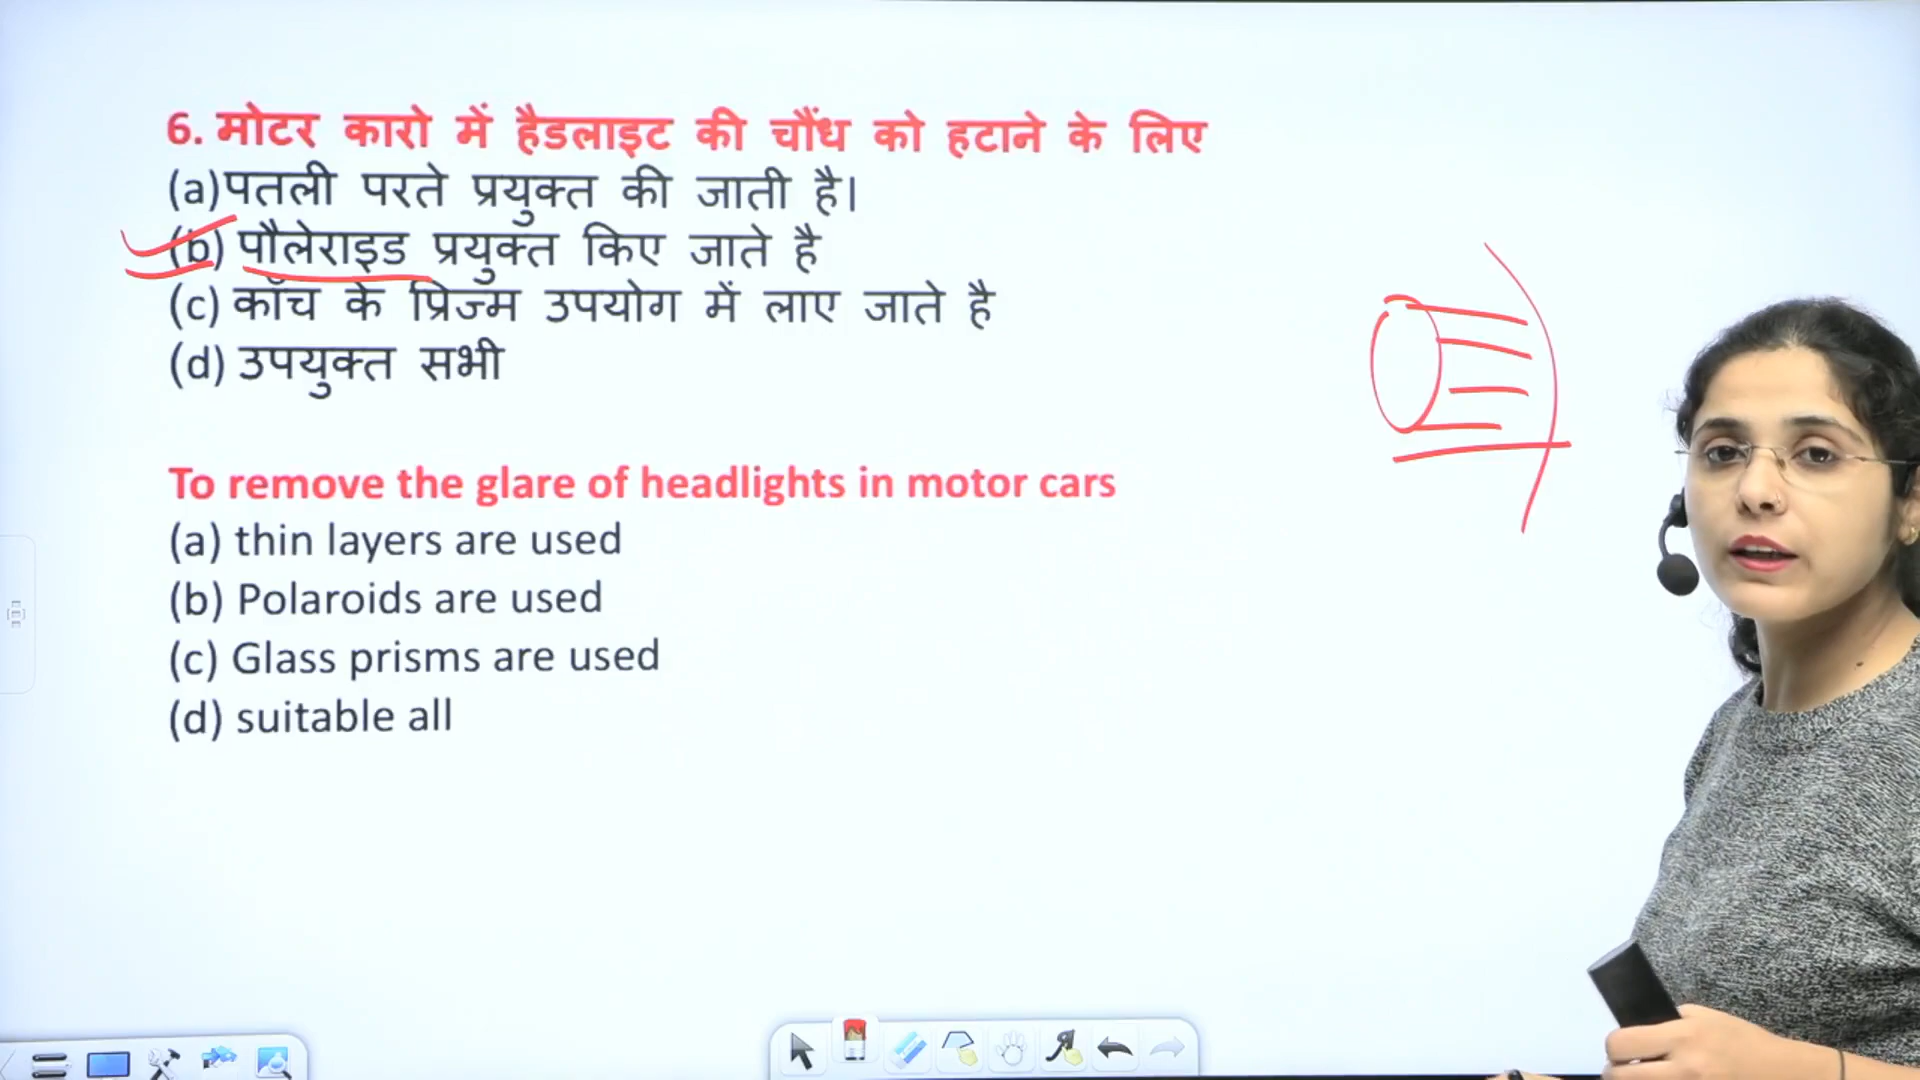 6. मोटर कारो में हैडलाइट की चौंध को हटाने के लिए
(a)पतली परते प्रयुक्त की जाती है।
(b) पौलेराइड प्रयुक्त किए जाते है
(c) काँच के प्रिज्म उपयोग में लाए जाते है
(d) उपयुक्त सभी
To remove the glare of headlights in motor cars
(a) thin layers are used
(b) Polaroids are used
(c) Glass prisms are used
(d) suitable all